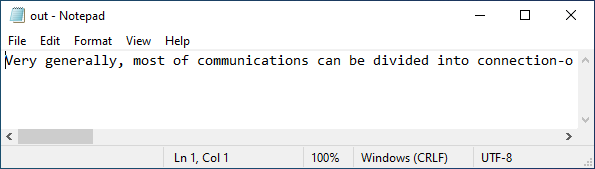 out - Notepad
File Edit Format View Help
Very generally, most of communications can be divided into connection-o
Ln 1, Col 1 100% Windows (CRLF) UTF-8